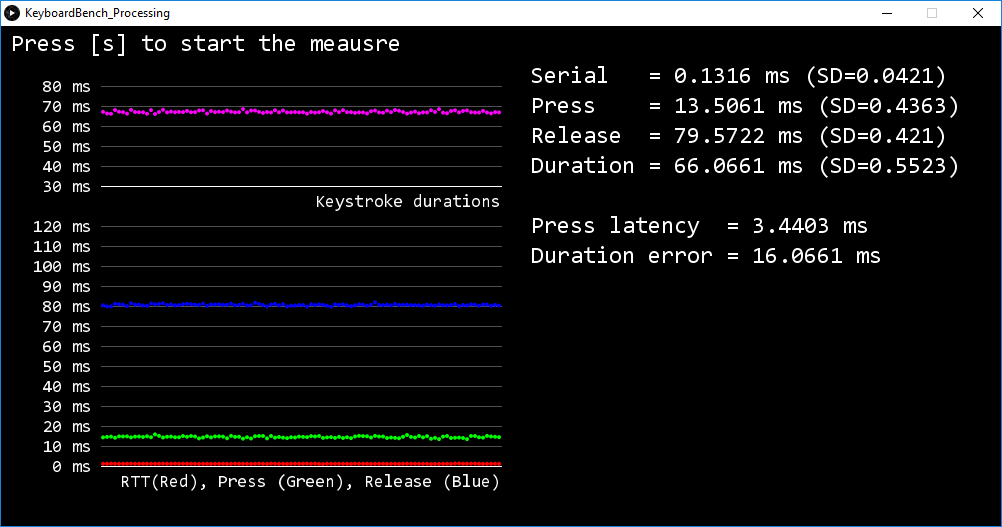 KeyboardBench_Processing
Press [s] to start the meausre
80 ms
70 ms
60 ms
50 ms
40 ms
30 ms
Keystroke durations
120 ms
110 ms
100 ms
90 ms
80 ms
70 ms
60 ms
50 ms
40 ms
30 ms
20 ms
10 ms
0 ms
RTT(Red), Press (Green), Release (Blue)
Serial = 0.1316 ms (SD=0.0421)
Press = 13.5061 ms (SD=0.4363)
Release = 79.5722 ms (SD=0.421)
Duration = 66.0661 ms (SD=0.5523)
Press latency = 3.4403 ms
Duration error = 16.0661 ms